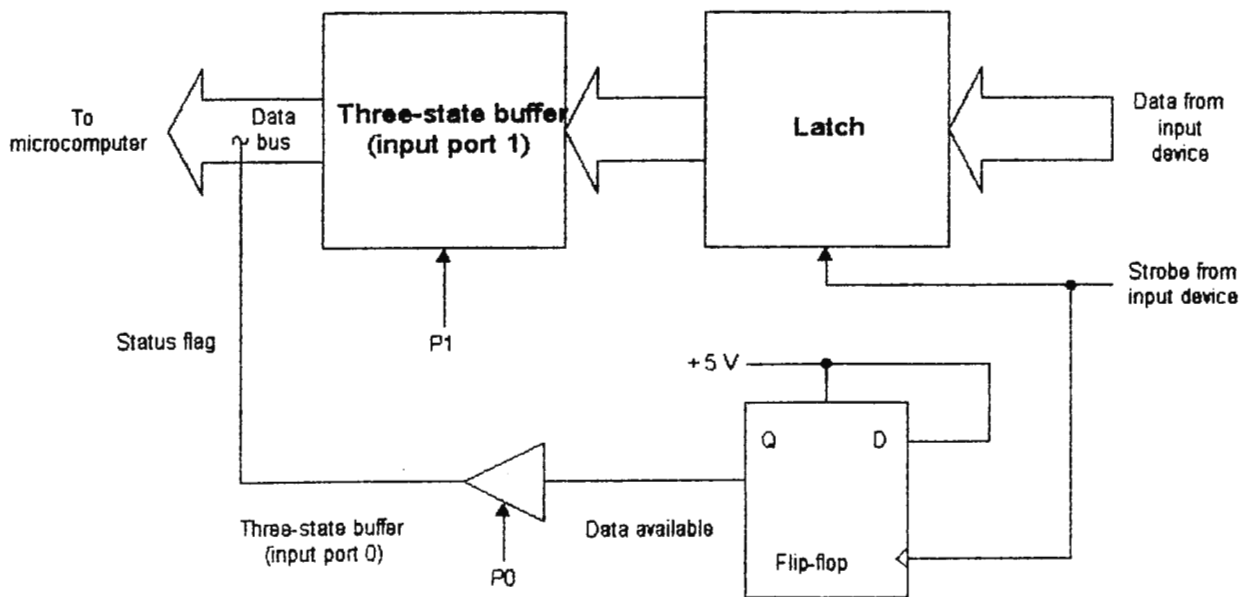 To
microcomputer
Data
bus
Three-state buffer
(input port 1)
Latch
Data from
input
device
Strobe from
input device
P1
Status flag
+5 V
Q D
Three-state buffer
(input port 0)
P0
Data available
Flip-flop